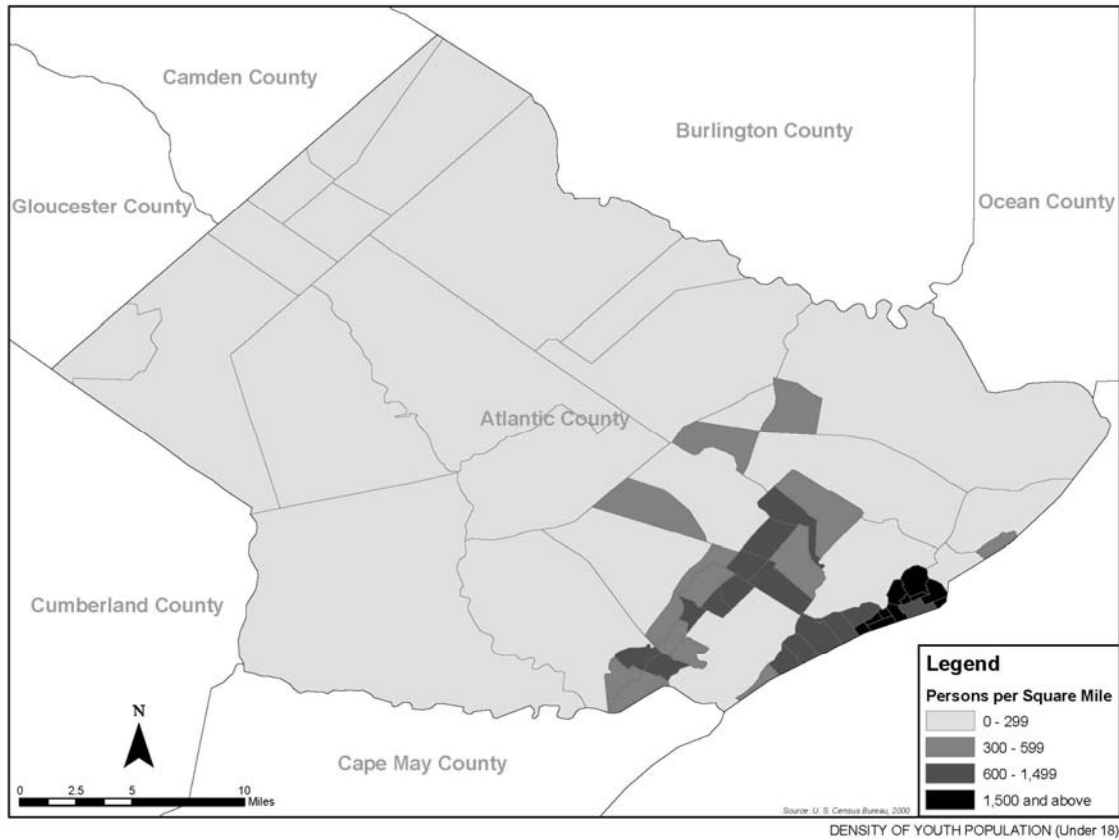 Camden County
Burlington County
Gloucester County
Ocean County
Atlantic County
Cumberland County
Cape May County
N
0 2.5 5 10
Miles
Legend
Persons per Square Mile
0 - 299
300 - 599
600 - 1,499
1,500 and above
Source: U. S. Census Bureau, 2000
DENSITY OF YOUTH POPULATION (Under 18)